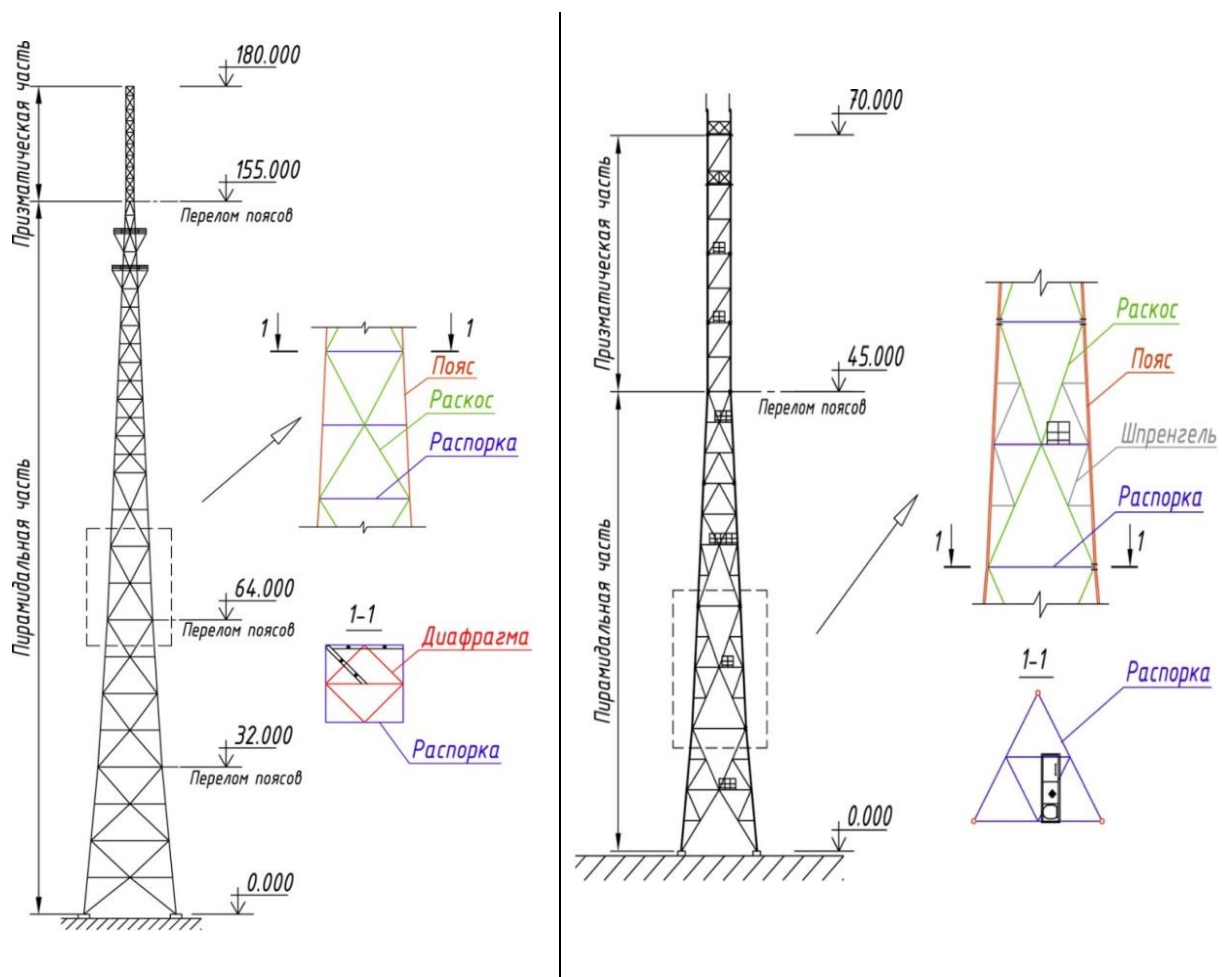 180.000
Призматическая часть
155.000
Перелом поясов
Пирамидальная часть
1
1
Пояс
Раскос
Распорка
64.000
Перелом поясов
1-1
Диафрагма
Распорка
32.000
Перелом поясов
0.000
70.000
Призматическая часть
45.000
Перелом поясов
Пирамидальная часть
Раскос
Пояс
Шпренгель
Распорка
1
1
1-1
Распорка
0.000